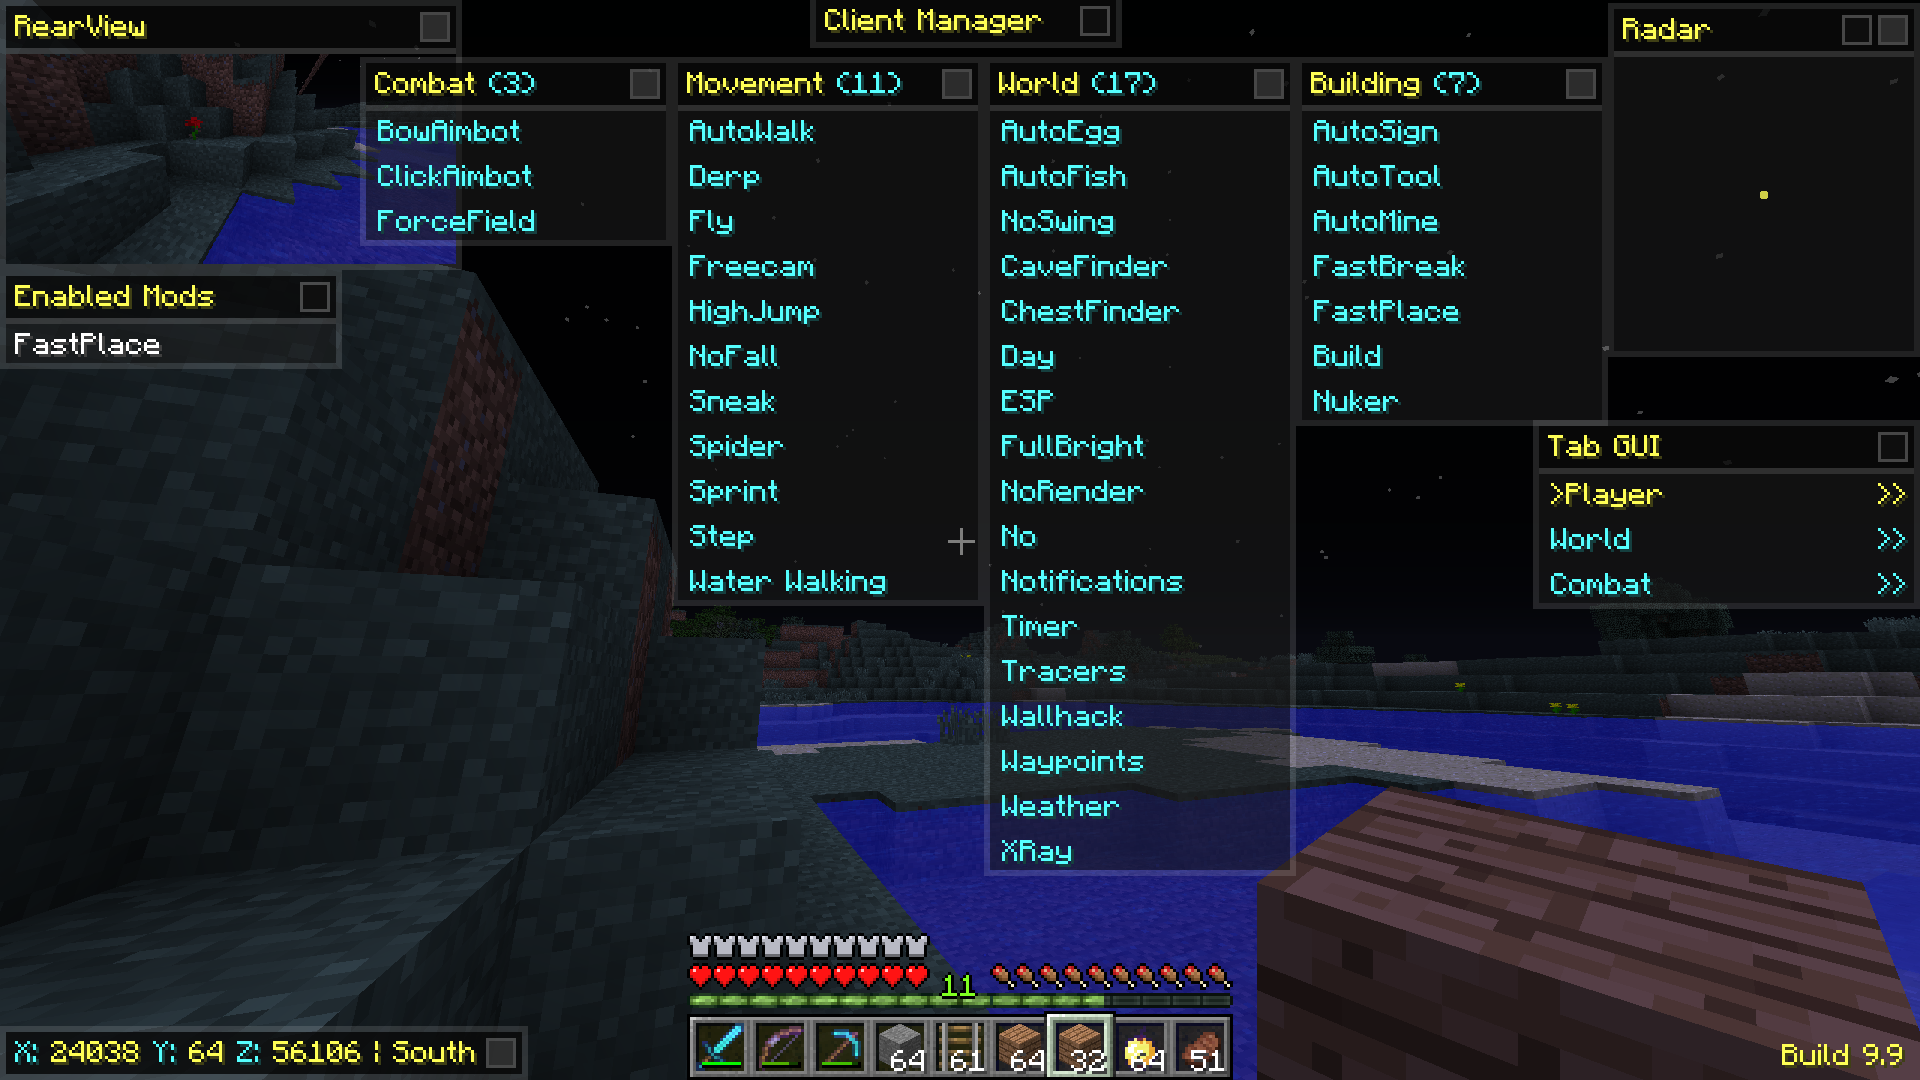 RearView
Client Manager
Radar
Combat (3)
BowAimbot
ClickAimbot
ForceField
Movement (11)
AutoWalk
Derp
Fly
Freecam
HighJump
NoFall
Sneak
Spider
Sprint
Step
Water Walking
World (17)
AutoEgg
AutoFish
NoSwing
CaveFinder
ChestFinder
Day
ESP
FullBright
NoRender
No
Notifications
Timer
Tracers
Wallhack
Waypoints
Weather
XRay
Building (7)
AutoSign
AutoTool
AutoMine
FastBreak
FastPlace
Build
Nuker
Enabled Mods
FastPlace
Tab GUI
>Player >>
World >>
Combat >>
11
64 61 64 32 64 51
X: 24038 Y: 64 Z: 56106 | South
Build 9.9